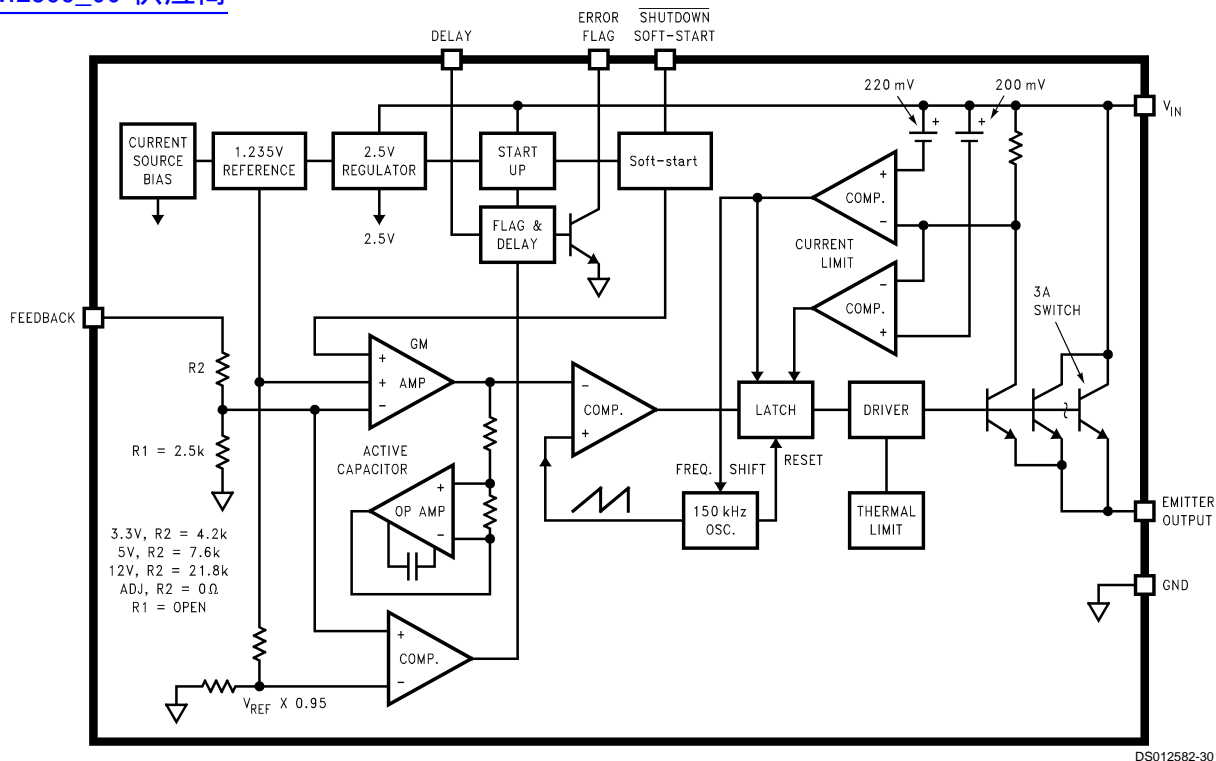 ERROR FLAG
SHUTDOWN
SOFT-START
DELAY
220 mV
200 mV
V_IN
CURRENT
SOURCE
BIAS
1.235V
REFERENCE
2.5V
REGULATOR
START
UP
Soft-start
2.5V
FLAG &
DELAY
+
COMP.
−
CURRENT
LIMIT
−
COMP.
+
3A
SWITCH
FEEDBACK
R2
R1 = 2.5k
GM
AMP
+
+
−
−
COMP.
+
LATCH
DRIVER
ACTIVE
CAPACITOR
+
OP AMP
−
FREQ. SHIFT
RESET
150 kHz
OSC.
THERMAL
LIMIT
EMITTER
OUTPUT
GND
3.3V, R2 = 4.2k
5V, R2 = 7.6k
12V, R2 = 21.8k
ADJ, R2 = 0Ω
R1 = OPEN
+
COMP.
−
V_REF X 0.95
DS012582-30